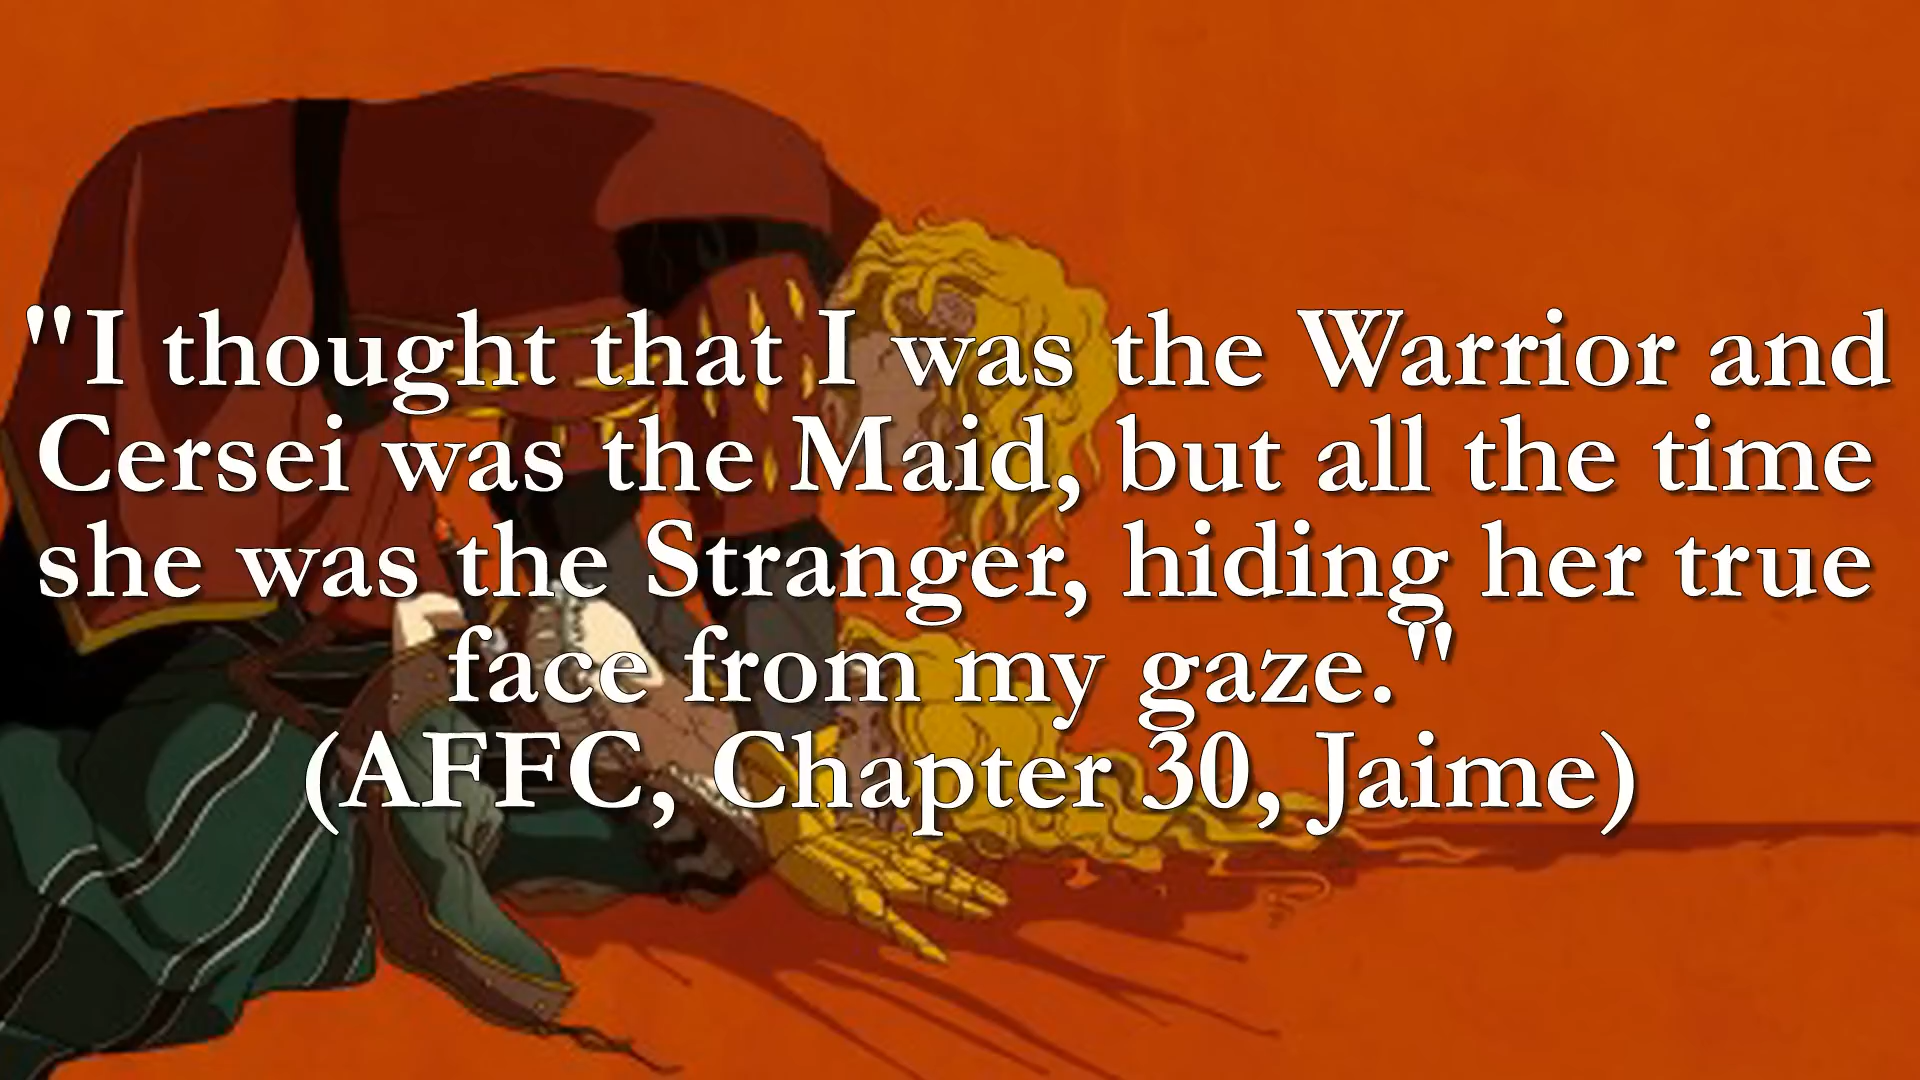 "I thought that I was the Warrior and
Cersei was the Maid, but all the time
she was the Stranger, hiding her true
face from my gaze."
(AFFC, Chapter 30, Jaime)